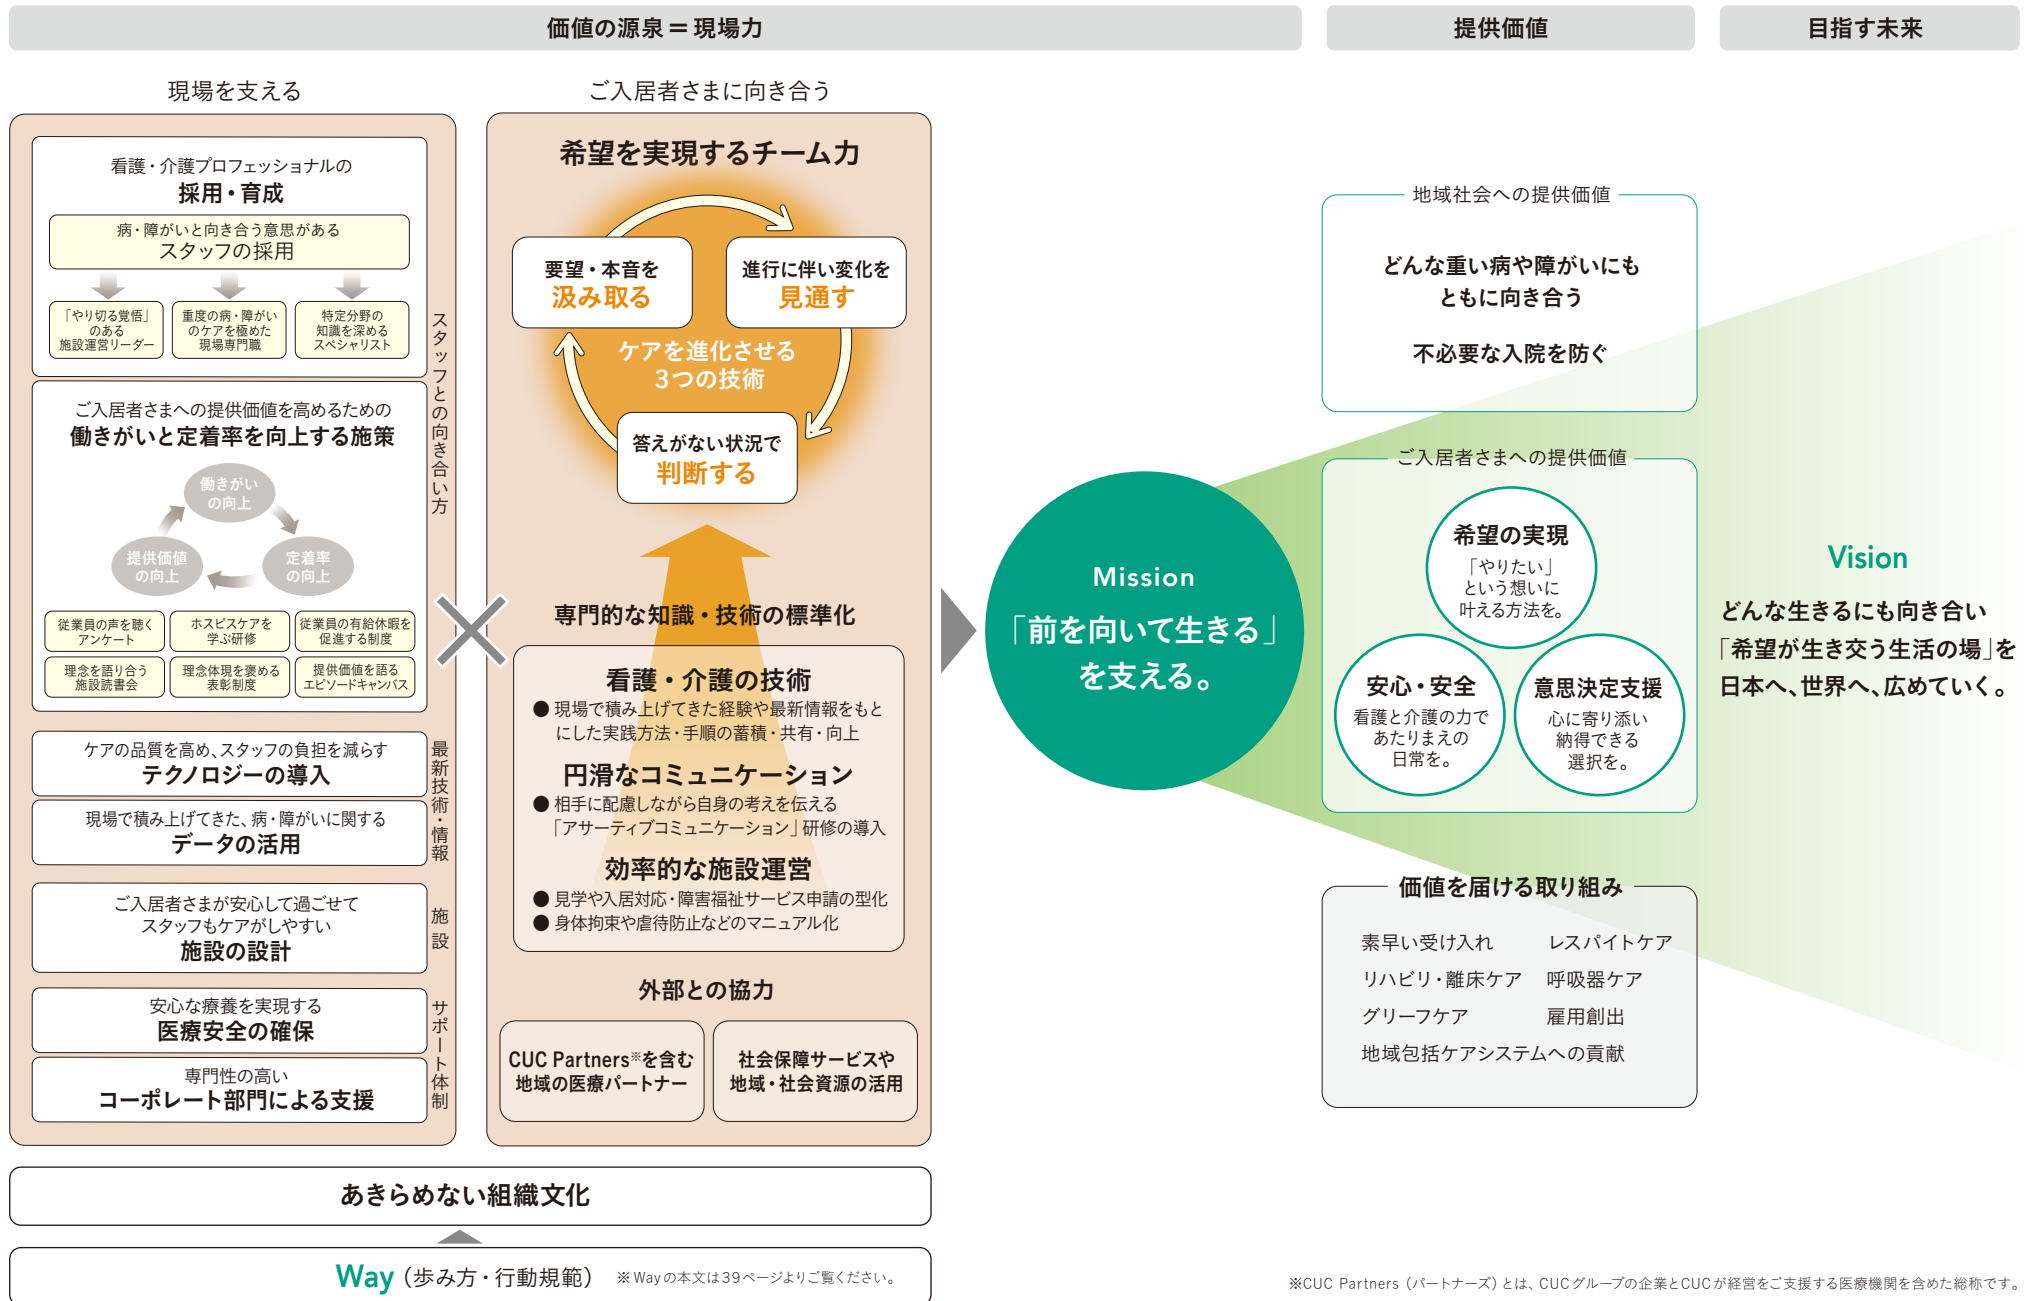 価値の源泉＝現場力
提供価値
目指す未来
現場を支える
看護・介護プロフェッショナルの
採用・育成
病・障がいと向き合う意思がある
スタッフの採用
「やり切る覚悟」
のある
施設運営リーダー
重度の病・障がい
のケアを極めた
現場専門職
特定分野の
知識を深める
スペシャリスト
ご入居者さまへの提供価値を高めるための
働きがいと定着率を向上する施策
働きがい
の向上
提供価値
の向上
定着率
の向上
従業員の声を聴く
アンケート
ホスピスケアを
学ぶ研修
従業員の有給休暇を
促進する制度
理念を語り合う
施設読書会
理念体現を褒める
表彰制度
提供価値を語る
エピソードキャンバス
スタッフとの向き合い方
ケアの品質を高め、スタッフの負担を減らす
テクノロジーの導入
現場で積み上げてきた、病・障がいに関する
データの活用
最新技術・情報
ご入居者さまが安心して過ごせて
スタッフもケアがしやすい
施設の設計
施設
安心な療養を実現する
医療安全の確保
専門性の高い
コーポレート部門による支援
サポート体制
ご入居者さまに向き合う
希望を実現するチーム力
要望・本音を
汲み取る
進行に伴い変化を
見通す
ケアを進化させる
3つの技術
答えがない状況で
判断する
専門的な知識・技術の標準化
看護・介護の技術
● 現場で積み上げてきた経験や最新情報をもと
にした実践方法・手順の蓄積・共有・向上
円滑なコミュニケーション
● 相手に配慮しながら自身の考えを伝える
「アサーティブコミュニケーション」研修の導入
効率的な施設運営
● 見学や入居対応・障害福祉サービス申請の型化
● 身体拘束や虐待防止などのマニュアル化
外部との協力
CUC Partners※を含む
地域の医療パートナー
社会保障サービスや
地域・社会資源の活用
あきらめない組織文化
Way（歩み方・行動規範） ※Wayの本文は39ページよりご覧ください。
Mission
「前を向いて生きる」
を支える。
地域社会への提供価値
どんな重い病や障がいにも
ともに向き合う
不必要な入院を防ぐ
ご入居者さまへの提供価値
希望の実現
「やりたい」
という想いに
叶える方法を。
安心・安全
看護と介護の力で
あたりまえの
日常を。
意思決定支援
心に寄り添い
納得できる
選択を。
価値を届ける取り組み
素早い受け入れ レスパイトケア
リハビリ・離床ケア 呼吸器ケア
グリーフケア 雇用創出
地域包括ケアシステムへの貢献
Vision
どんな生きるにも向き合い
「希望が生き交う生活の場」を
日本へ、世界へ、広めていく。
※CUC Partners（パートナーズ）とは、CUCグループの企業とCUCが経営をご支援する医療機関を含めた総称です。